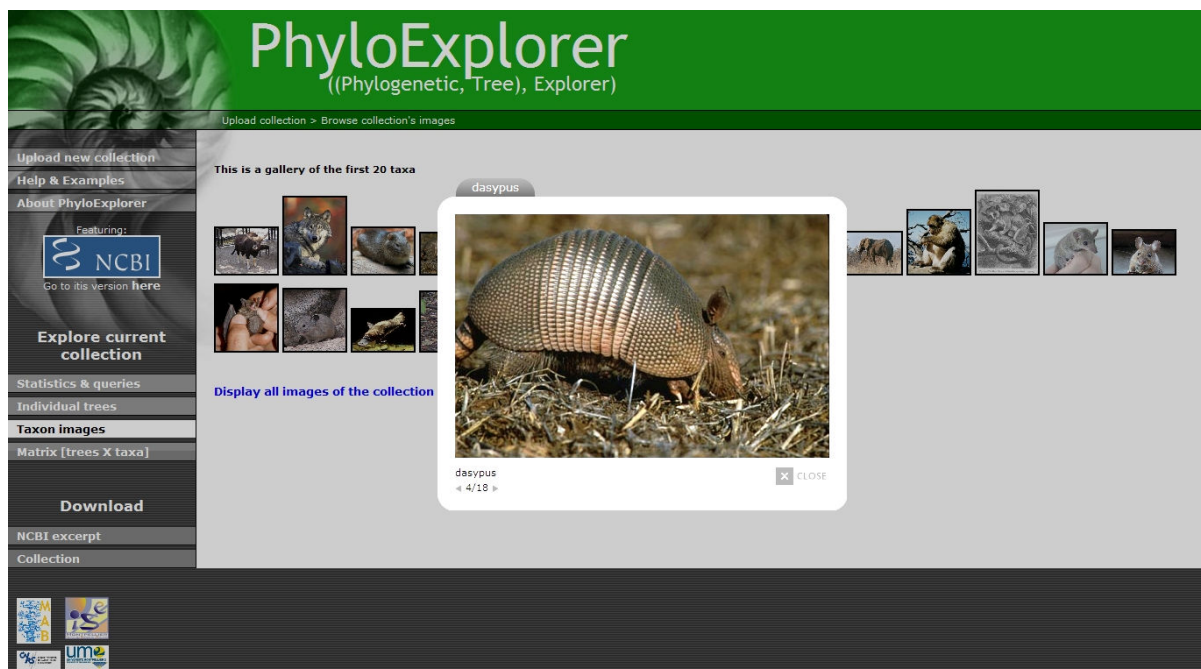 PhyloExplorer
((Phylogenetic, Tree), Explorer)
Upload collection > Browse collection's images
Upload new collection
Help & Examples
About PhyloExplorer
Featuring:
NCBI
Go to itis version here
Explore current
collection
Statistics & queries
Individual trees
Taxon images
Matrix [trees X taxa]
Download
NCBI excerpt
Collection
This is a gallery of the first 20 taxa
dasypus
dasypus
4/18
CLOSE
Display all images of the collection
MAB
ise
um2